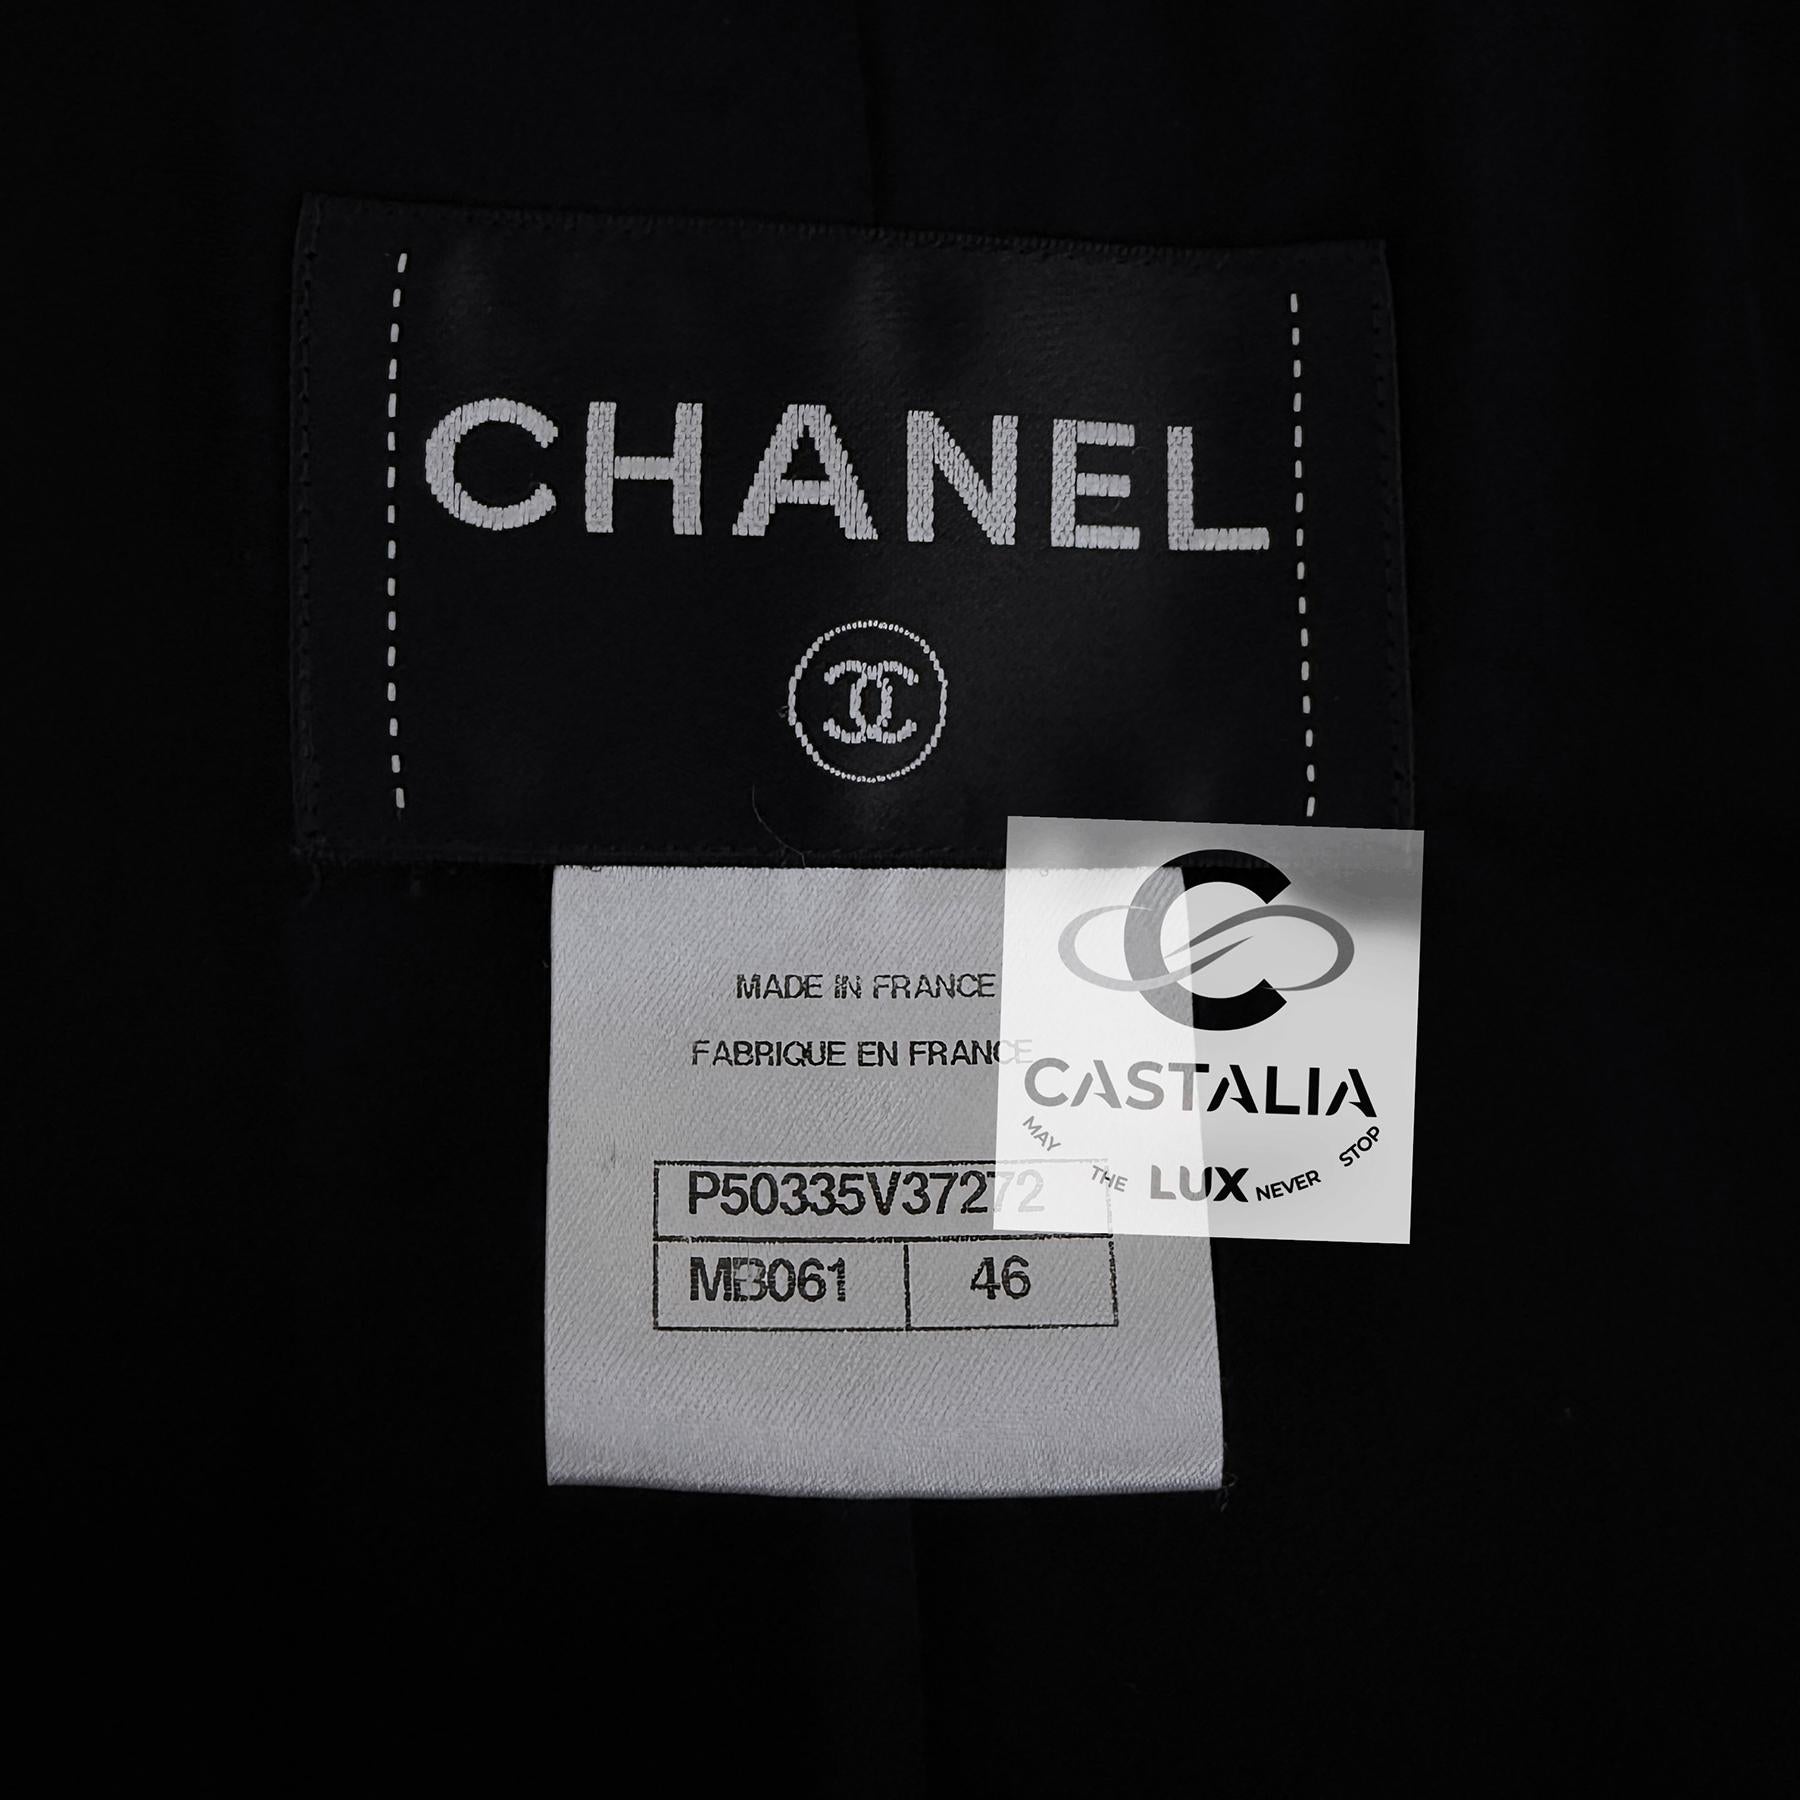 CHANEL
MADE IN FRANCE
FABRIQUE EN FRANCE
CASTALIA
MAY THE LUX NEVER STOP
P50335V37272
MB061 46